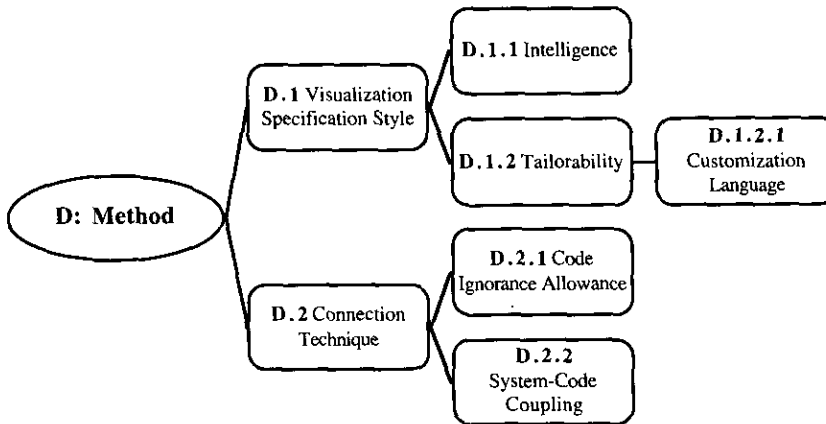 D: Method
D.1 Visualization
Specification Style
D.1.1 Intelligence
D.1.2 Tailorability
D.1.2.1
Customization
Language
D.2 Connection
Technique
D.2.1 Code
Ignorance Allowance
D.2.2
System-Code
Coupling